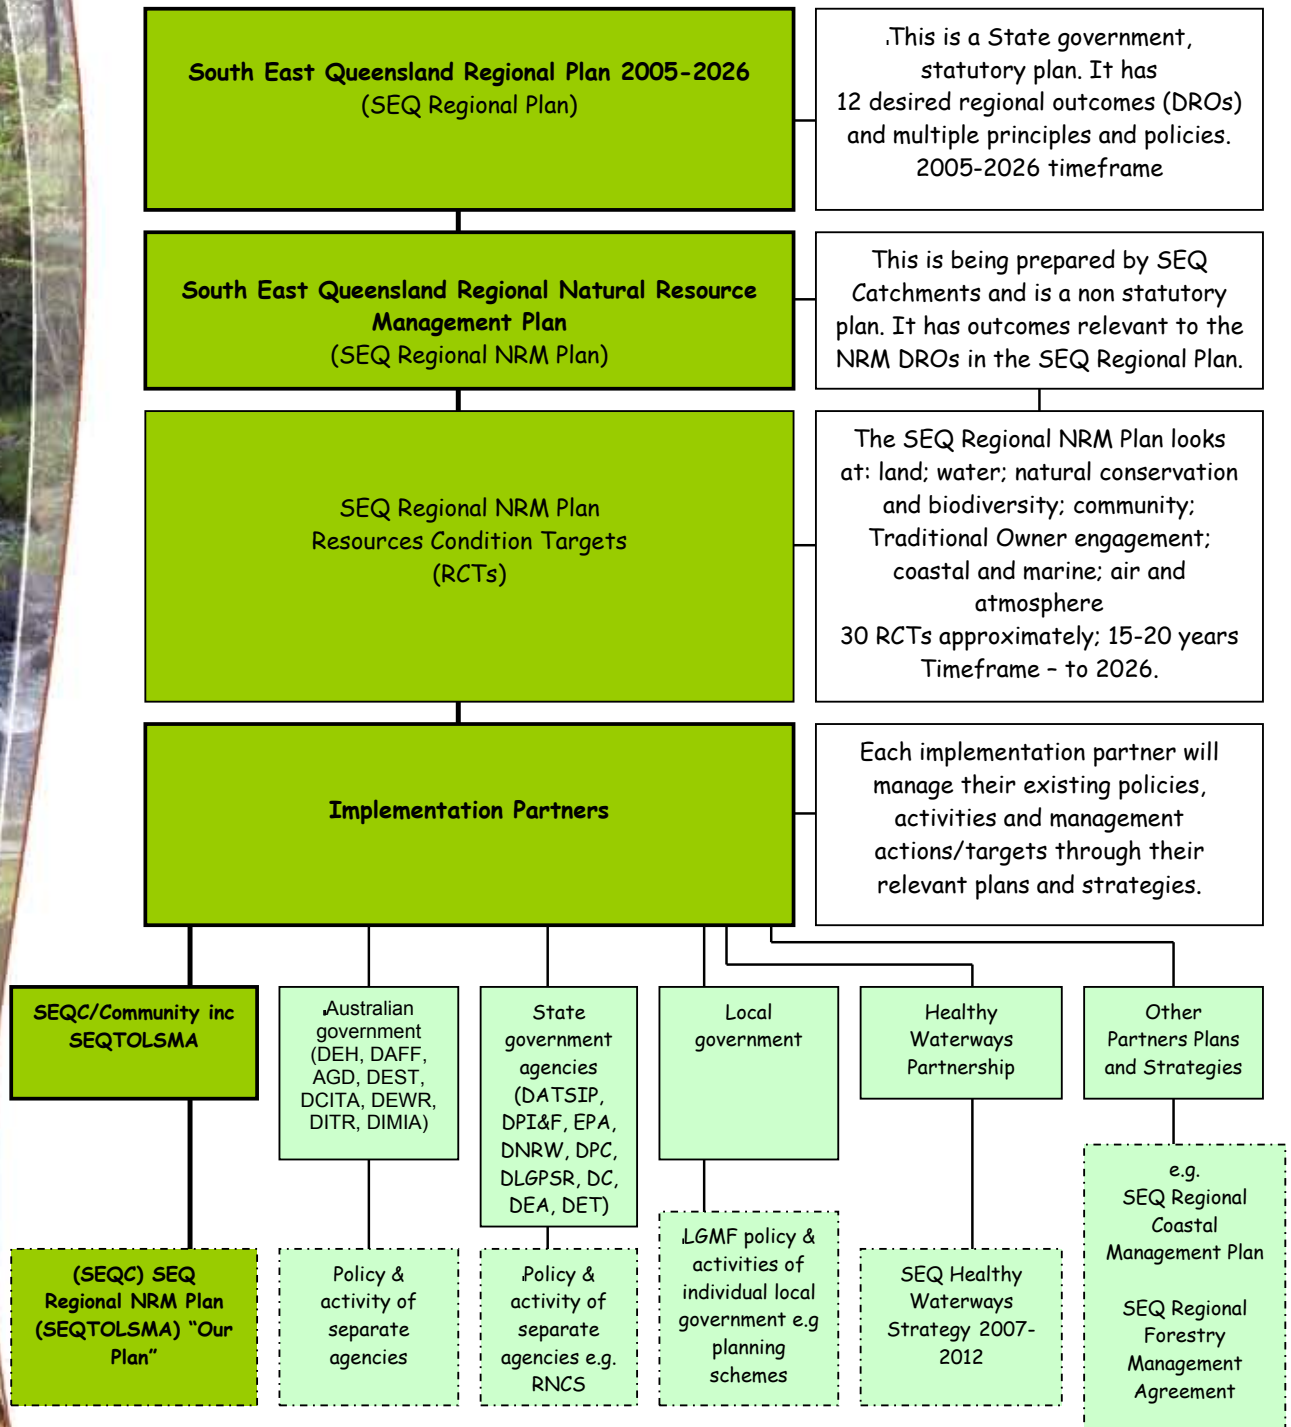 South East Queensland Regional Plan 2005-2026
(SEQ Regional Plan)
This is a State government,
statutory plan. It has
12 desired regional outcomes (DROs)
and multiple principles and policies.
2005-2026 timeframe
South East Queensland Regional Natural Resource
Management Plan
(SEQ Regional NRM Plan)
This is being prepared by SEQ
Catchments and is a non statutory
plan. It has outcomes relevant to the
NRM DROs in the SEQ Regional Plan.
SEQ Regional NRM Plan
Resources Condition Targets
(RCTs)
The SEQ Regional NRM Plan looks
at: land; water; natural conservation
and biodiversity; community;
Traditional Owner engagement;
coastal and marine; air and
atmosphere
30 RCTs approximately; 15-20 years
Timeframe – to 2026.
Implementation Partners
Each implementation partner will
manage their existing policies,
activities and management
actions/targets through their
relevant plans and strategies.
SEQC/Community inc
SEQTOLSMA
Australian
government
(DEH, DAFF,
AGD, DEST,
DCITA, DEWR,
DITR, DIMIA)
State
government
agencies
(DATSIP,
DPI&F, EPA,
DNRW, DPC,
DLGPSR, DC,
DEA, DET)
Local
government
Healthy
Waterways
Partnership
Other
Partners Plans
and Strategies
(SEQC) SEQ
Regional NRM Plan
(SEQTOLSMA) “Our
Plan”
Policy &
activity of
separate
agencies
Policy &
activity of
separate
agencies e.g.
RNCS
LGMF policy &
activities of
individual local
government e.g
planning
schemes
SEQ Healthy
Waterways
Strategy 2007-
2012
e.g.
SEQ Regional
Coastal
Management Plan
SEQ Regional
Forestry
Management
Agreement